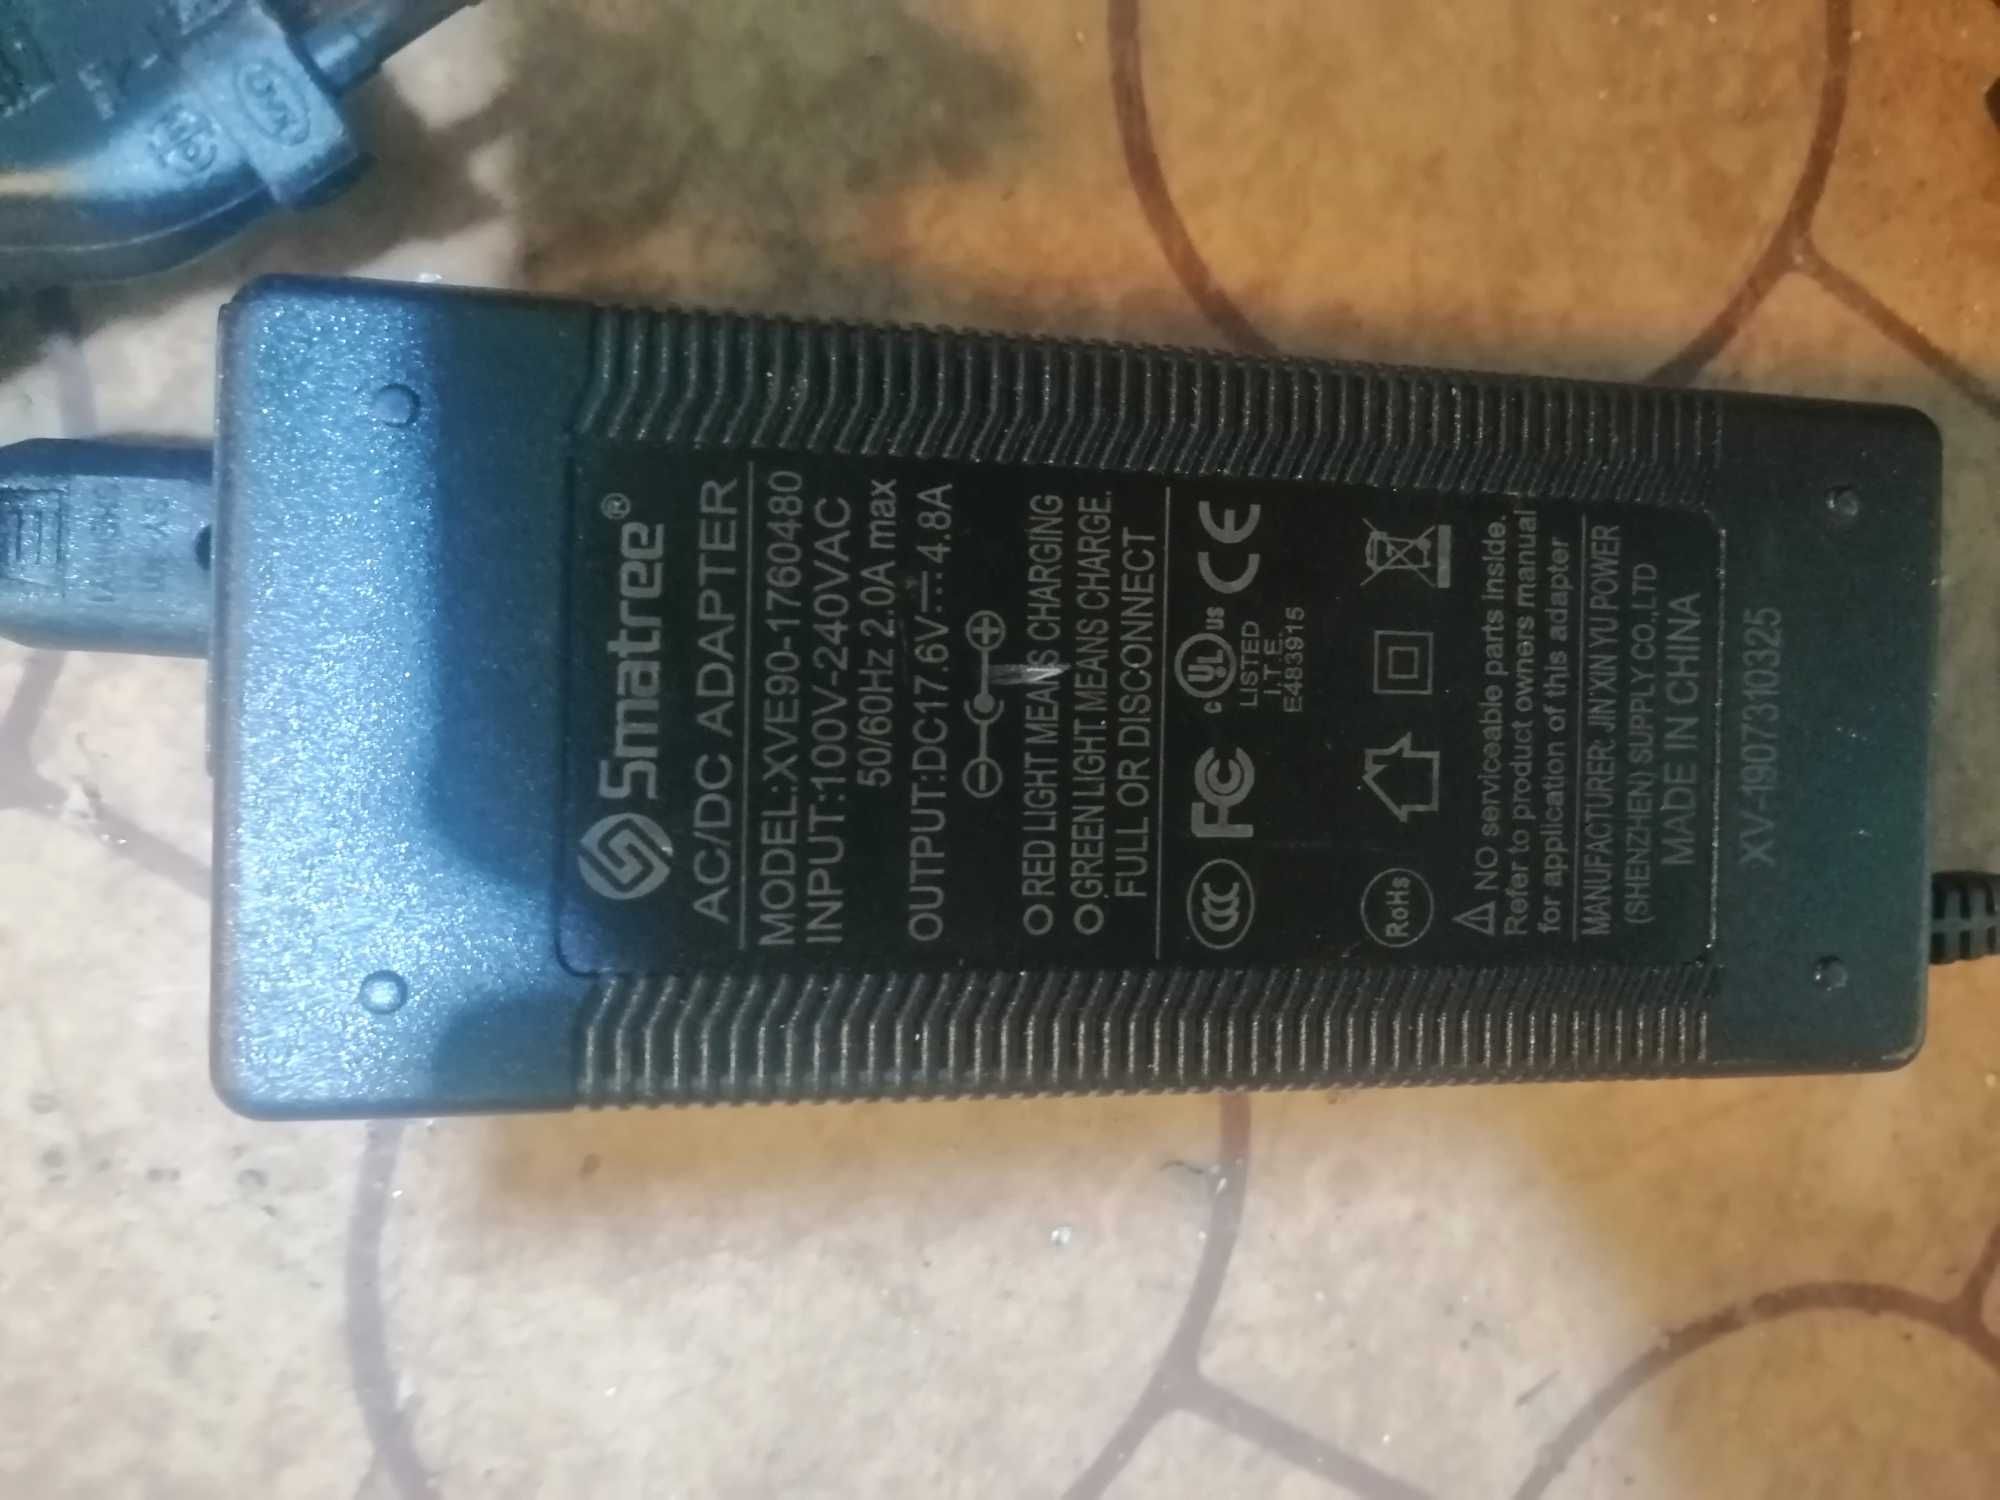 Smatree®
AC/DC ADAPTER
MODEL:XVE90-1760480
INPUT:100V-240VAC
50/60Hz 2.0A max
OUTPUT:DC17.6V⎓4.8A
RED LIGHT MEANS CHARGING
GREEN LIGHT. MEANS CHARGE.
FULL OR DISCONNECT
CCC FC c UL us CE
LISTED
I.T.E.
E483915
RoHS
NO serviceable parts inside.
Refer to product owners manual
for application of this adapter
MANUFACTURER: JIN XIN YU POWER
(SHENZHEN) SUPPLY CO.,LTD
MADE IN CHINA
XV-1907310325